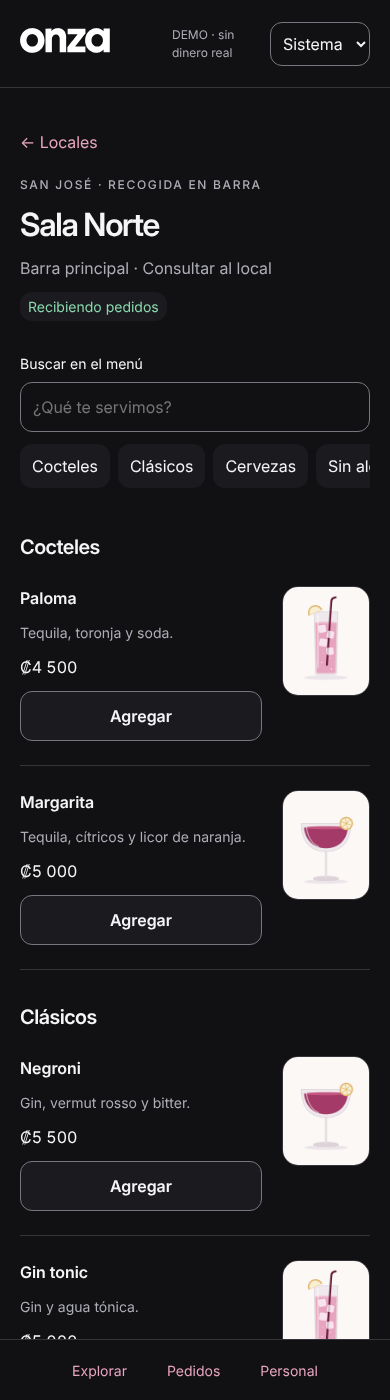 onza
DEMO · sin
dinero real
Sistema
← Locales
SAN JOSÉ · RECOGIDA EN BARRA
Sala Norte
Barra principal · Consultar al local
Recibiendo pedidos
Buscar en el menú
¿Qué te servimos?
Cocteles
Clásicos
Cervezas
Sin al
Cocteles
Paloma
Tequila, toronja y soda.
₡4 500
Agregar
Margarita
Tequila, cítricos y licor de naranja.
₡5 000
Agregar
Clásicos
Negroni
Gin, vermut rosso y bitter.
₡5 500
Agregar
Gin tonic
Gin y agua tónica.
Explorar
Pedidos
Personal